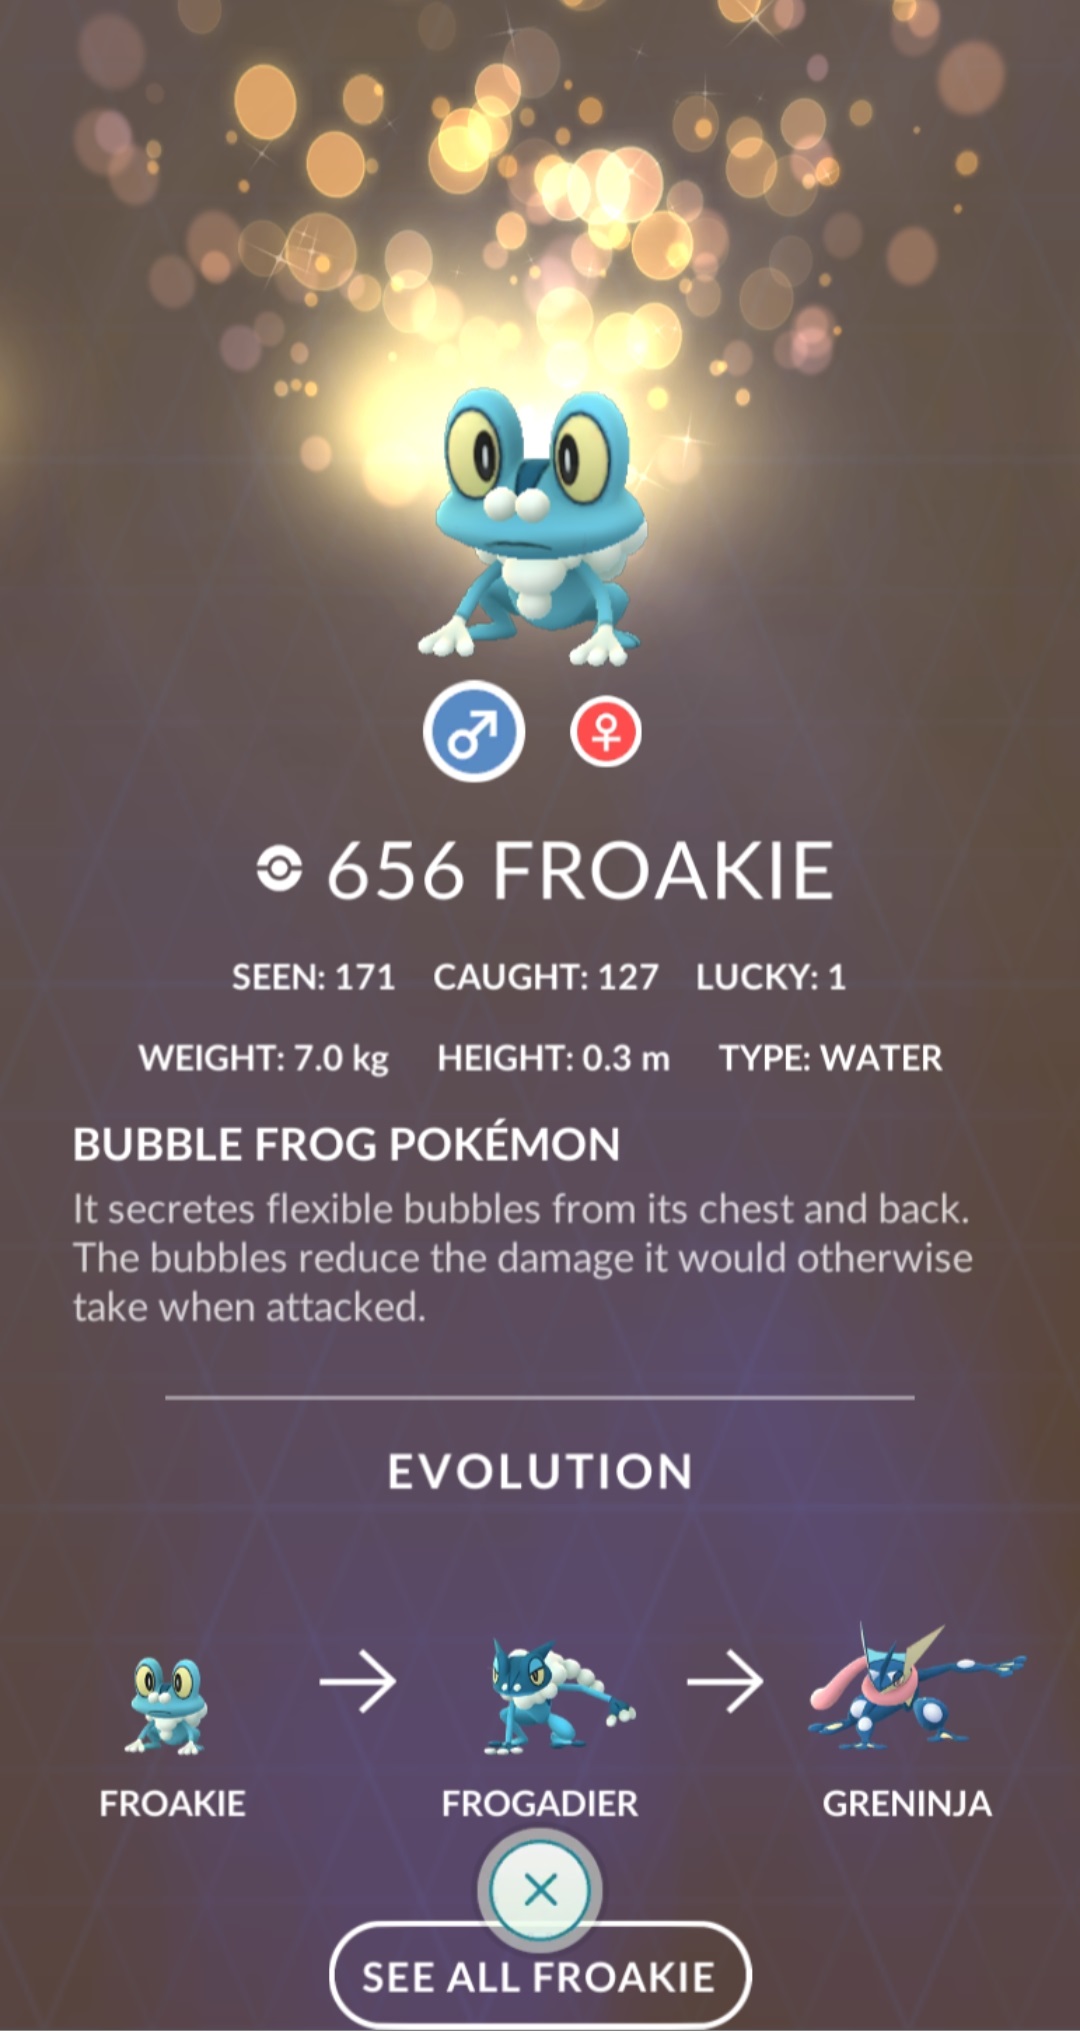 656 FROAKIE
SEEN: 171 CAUGHT: 127 LUCKY: 1
WEIGHT: 7.0 kg HEIGHT: 0.3 m TYPE: WATER
BUBBLE FROG POKÉMON
It secretes flexible bubbles from its chest and back.
The bubbles reduce the damage it would otherwise
take when attacked.
EVOLUTION
FROAKIE FROGADIER GRENINJA
SEE ALL FROAKIE